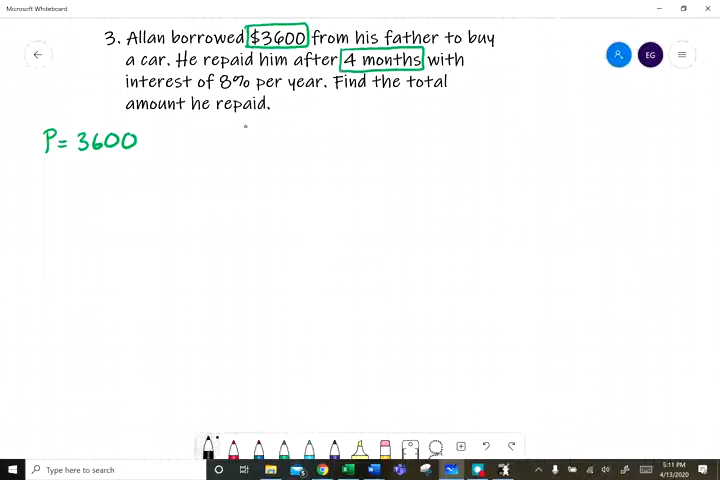 Microsoft Whiteboard
3. Allan borrowed $3600 from his father to buy
a car. He repaid him after 4 months with
interest of 8% per year. Find the total
amount he repaid.
EG
P= 3600
Type here to search
5:11 PM
4/13/2020